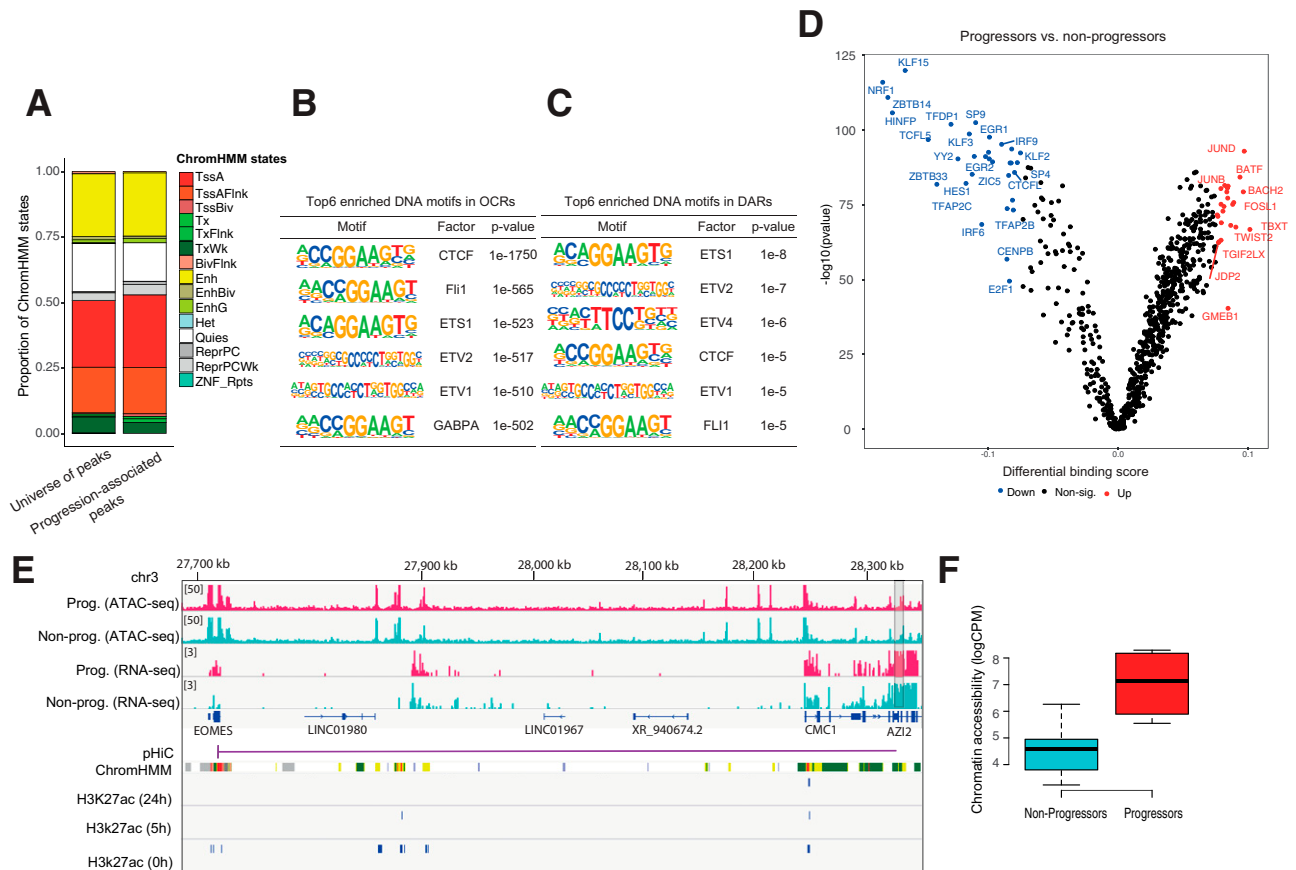 A
1.00
0.75
0.50
0.25
0.00
Proportion of ChromHMM states
Universe of peaks
Progression-associated
peaks
ChromHMM states
TssA
TssAFlnk
TssBiv
Tx
TxFlnk
TxWk
BivFlnk
Enh
EnhBiv
EnhG
Het
Quies
ReprPC
ReprPCWk
ZNF_Rpts
B
Top6 enriched DNA motifs in OCRs
Motif Factor p-value
CTCF 1e-1750
Fli1 1e-565
ETS1 1e-523
ETV2 1e-517
ETV1 1e-510
GABPA 1e-502
C
Top6 enriched DNA motifs in DARs
Motif Factor p-value
ETS1 1e-8
ETV2 1e-7
ETV4 1e-6
CTCF 1e-5
ETV1 1e-5
FLI1 1e-5
D
Progressors vs. non-progressors
125
100
75
50
25
0
-log10(pvalue)
KLF15
NRF1
ZBTB14
HINFP
TFDP1
SP9
TCFL5
EGR1
KLF3
IRF9
YY2
KLF2
EGR2
ZBTB33
ZIC5
SP4
HES1
CTCFL
TFAP2C
TFAP2B
IRF6
CENPB
E2F1
JUND
BATF
JUNB
BACH2
FOSL1
TBXT
TWIST2
TGIF2LX
JDP2
GMEB1
-0.1 0.0 0.1
Differential binding score
Down Non-sig. Up
E
27,700 kb 27,900 kb 28,000 kb 28,100 kb 28,200 kb 28,300 kb
chr3
Prog. (ATAC-seq) [50]
Non-prog. (ATAC-seq) [50]
Prog. (RNA-seq) [3]
Non-prog. (RNA-seq) [3]
EOMES LINC01980 LINC01967 XR_940674.2 CMC1 AZI2
pHiC
ChromHMM
H3K27ac (24h)
H3k27ac (5h)
H3k27ac (0h)
F
Chromatin accessibility (logCPM)
8
7
6
5
4
Non-Progressors Progressors